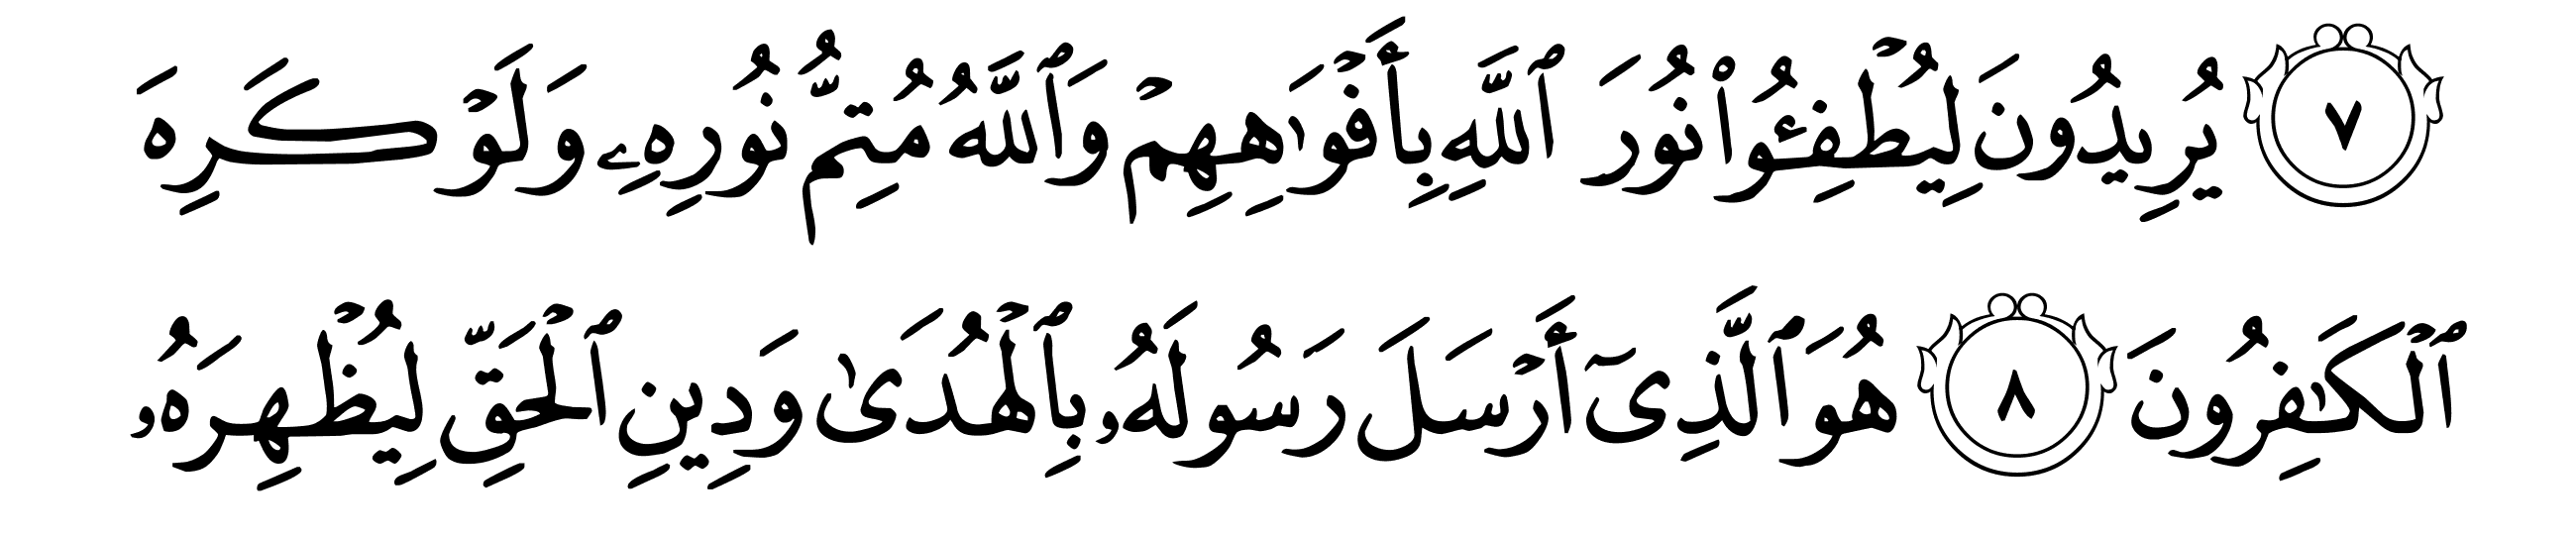 ٧ يُرِيدُونَ لِيُطْفِـُٔوا۟ نُورَ ٱللَّهِ بِأَفْوَٰهِهِمْ وَٱللَّهُ مُتِمُّ نُورِهِۦ وَلَوْ كَرِهَ
ٱلْكَـٰفِرُونَ ٨ هُوَ ٱلَّذِىٓ أَرْسَلَ رَسُولَهُۥ بِٱلْهُدَىٰ وَدِينِ ٱلْحَقِّ لِيُظْهِرَهُۥ